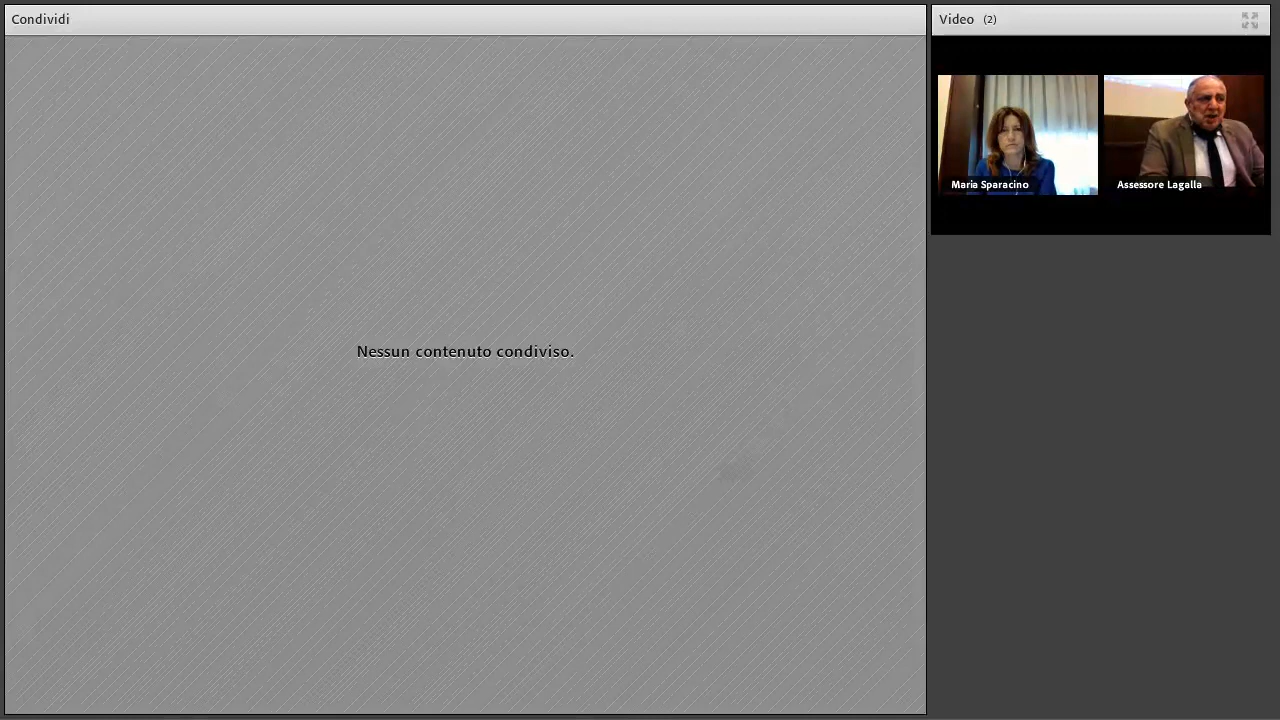 Condividi
Video (2)
Maria Sparacino
Assessore Lagalla
Nessun contenuto condiviso.